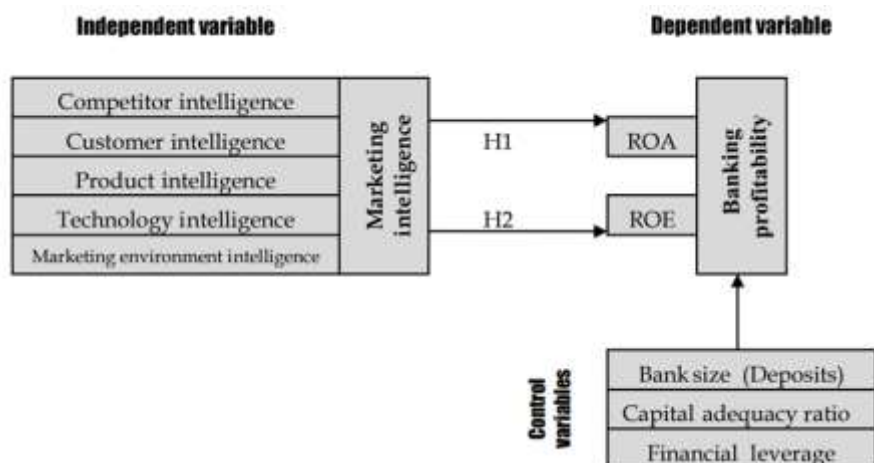 Independent variable
Dependent variable
Competitor intelligence
Customer intelligence
Product intelligence
Technology intelligence
Marketing environment intelligence
Marketing
intelligence
H1
H2
ROA
ROE
Banking
profitability
Control
variables
Bank size (Deposits)
Capital adequacy ratio
Financial leverage